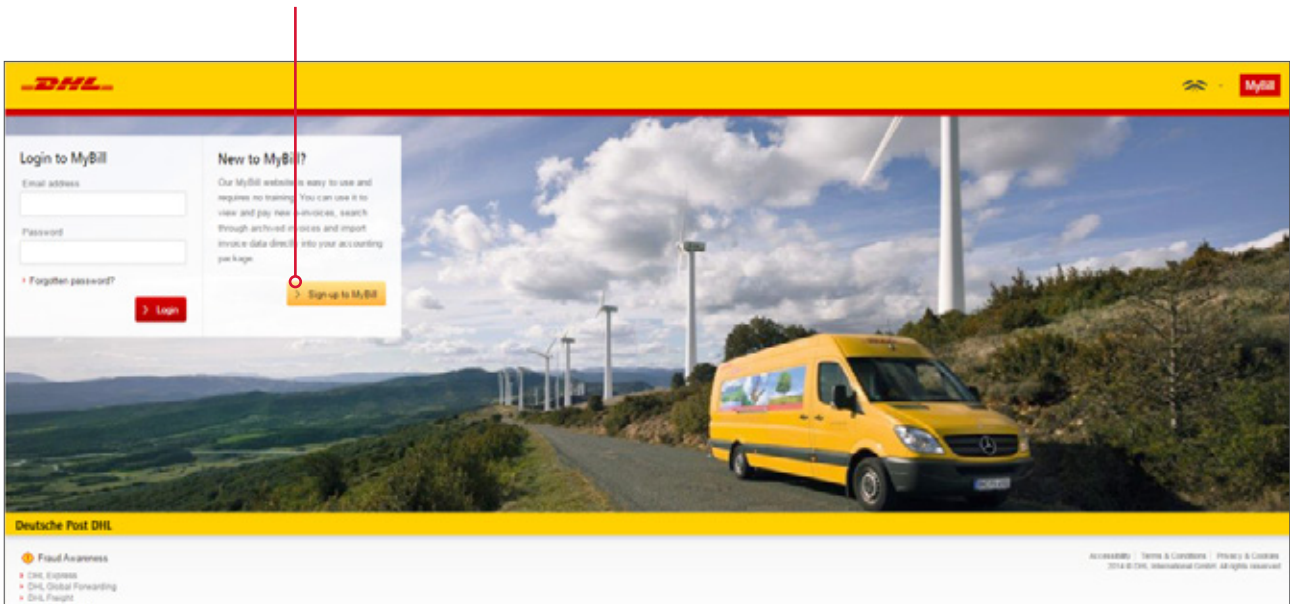 DHL
MyBill
Login to MyBill
Email address
Password
Forgotten password?
Login
New to MyBill?
Our MyBill website is easy to use and
requires no training. You can use it to
view and pay new e-invoices, search
through archived invoices and import
invoice data directly into your accounting
package.
Sign-up to MyBill
Deutsche Post DHL
Fraud Awareness
DHL Express
DHL Global Forwarding
DHL Freight
Accessibility | Terms & Conditions | Privacy & Cookies
2014 © DHL International GmbH. All rights reserved